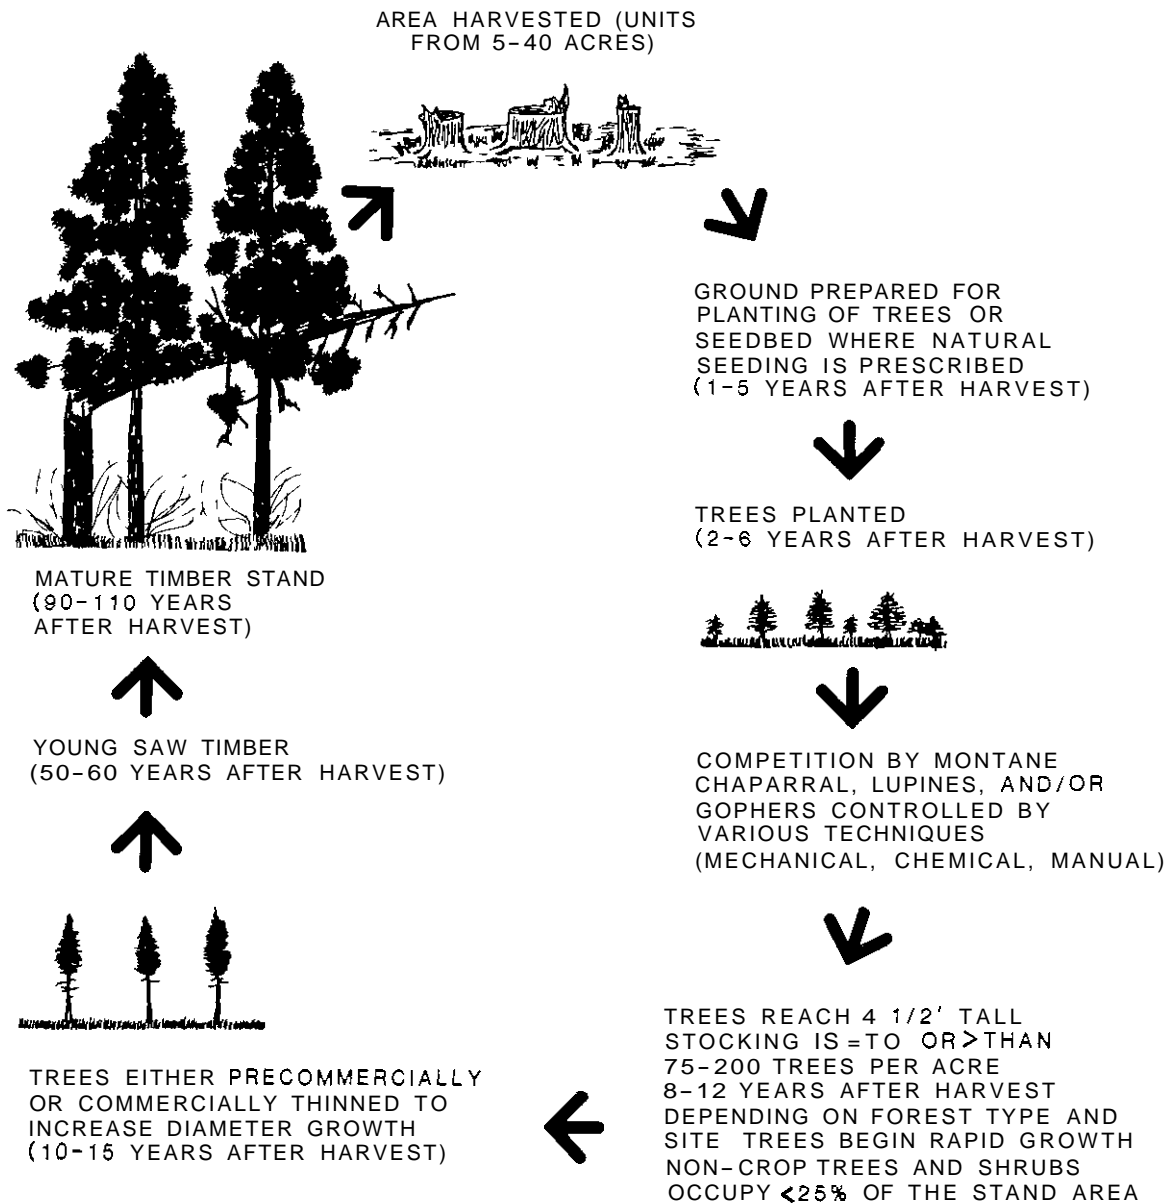 AREA HARVESTED (UNITS
FROM 5-40 ACRES)
GROUND PREPARED FOR
PLANTING OF TREES OR
SEEDBED WHERE NATURAL
SEEDING IS PRESCRIBED
(1-5 YEARS AFTER HARVEST)
TREES PLANTED
(2-6 YEARS AFTER HARVEST)
COMPETITION BY MONTANE
CHAPARRAL, LUPINES, AND/OR
GOPHERS CONTROLLED BY
VARIOUS TECHNIQUES
(MECHANICAL, CHEMICAL, MANUAL)
TREES REACH 4 1/2' TALL
STOCKING IS =TO OR>THAN
75-200 TREES PER ACRE
8-12 YEARS AFTER HARVEST
DEPENDING ON FOREST TYPE AND
SITE TREES BEGIN RAPID GROWTH
NON-CROP TREES AND SHRUBS
OCCUPY <25% OF THE STAND AREA
TREES EITHER PRECOMMERCIALLY
OR COMMERCIALLY THINNED TO
INCREASE DIAMETER GROWTH
(10-15 YEARS AFTER HARVEST)
YOUNG SAW TIMBER
(50-60 YEARS AFTER HARVEST)
MATURE TIMBER STAND
(90-110 YEARS
AFTER HARVEST)